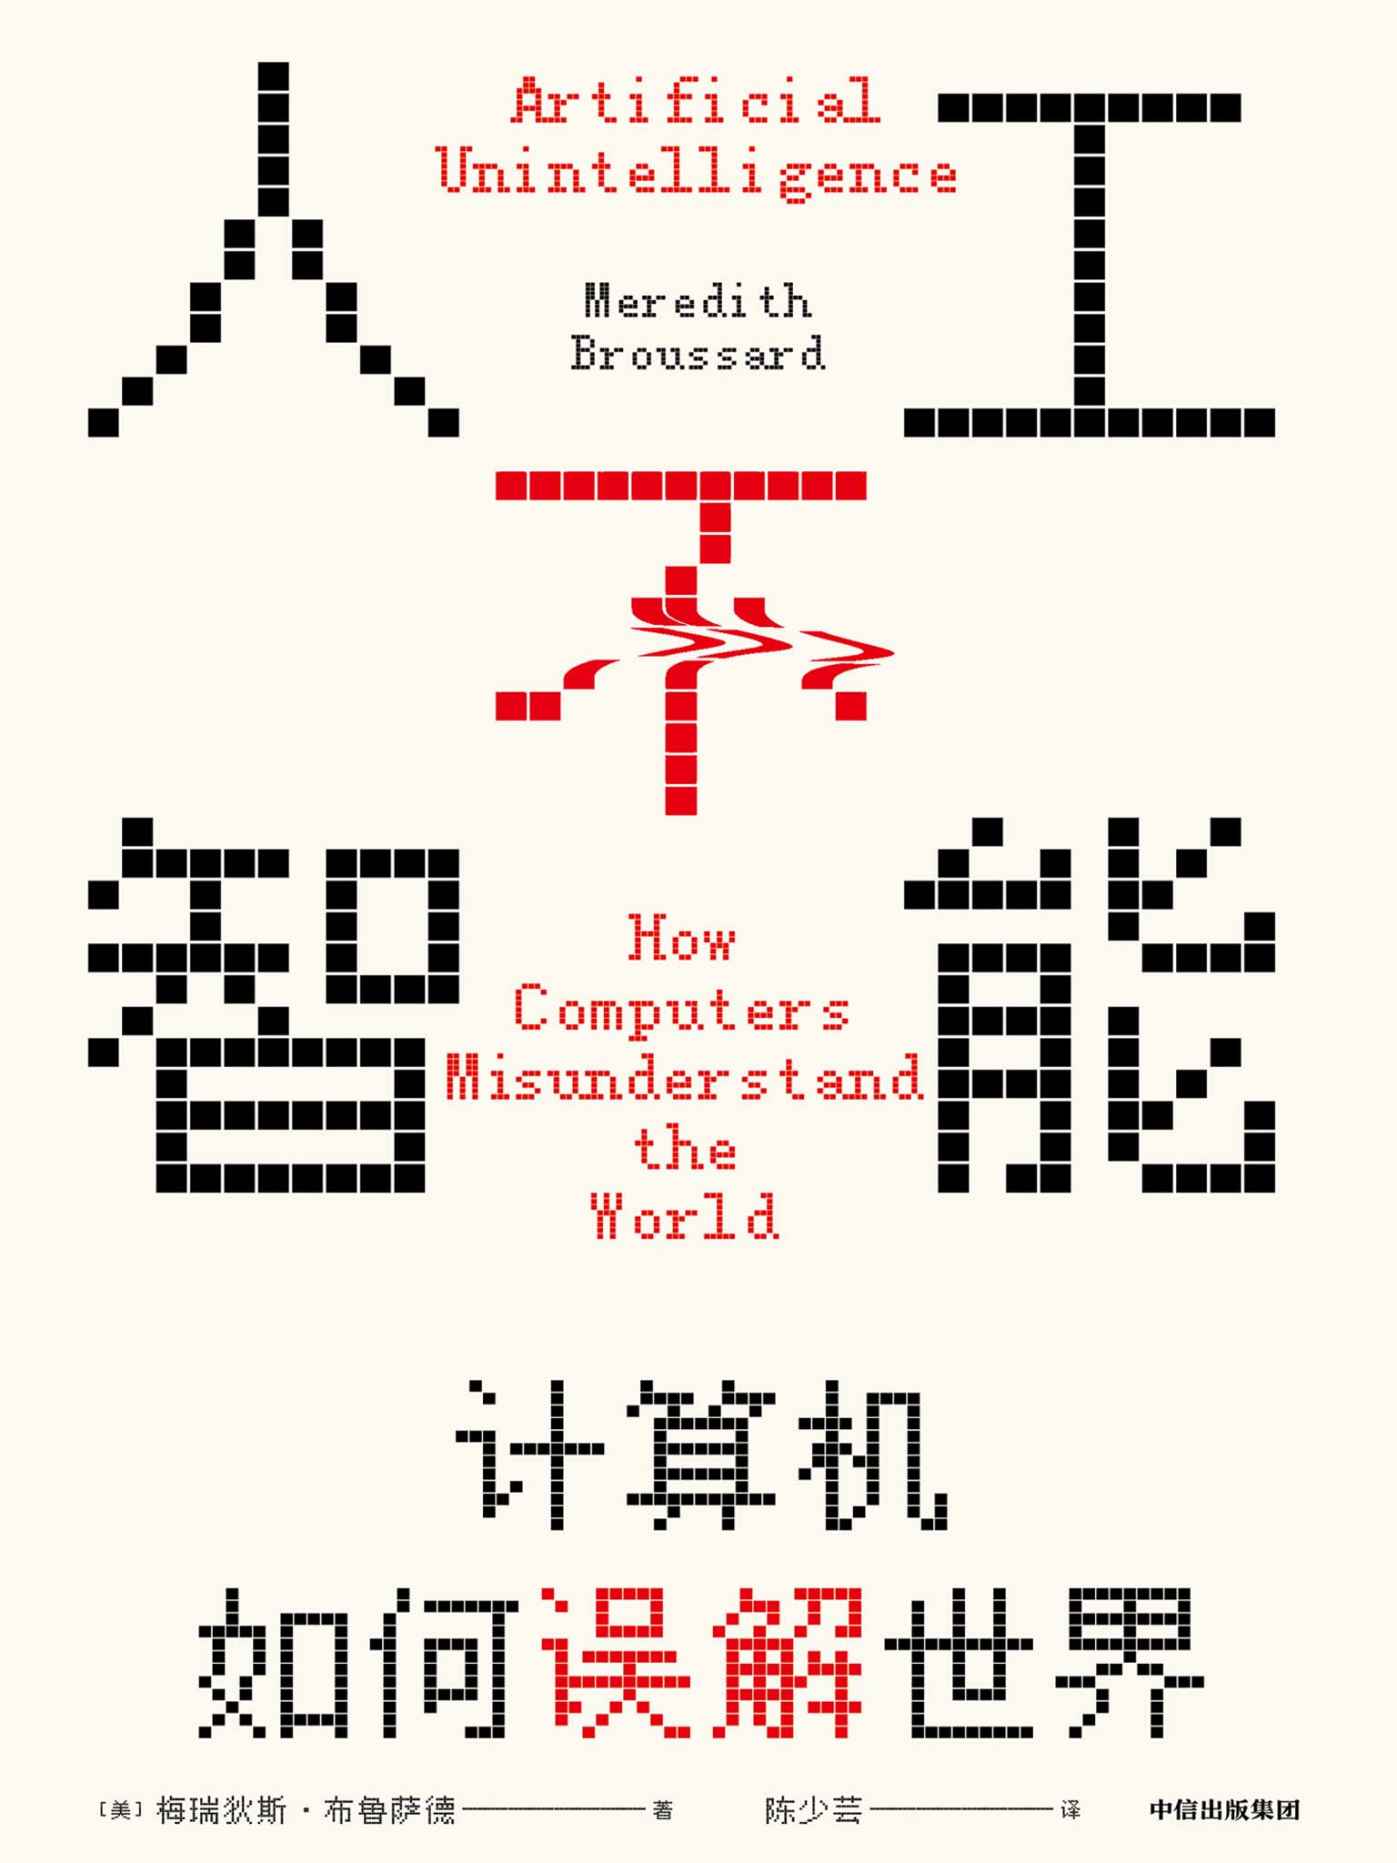 人 工
Artificial
Unintelligence
Meredith
Broussard
不
智 能
How
Computers
Misunderstand
the
World
计算机
如何误解世界
[美] 梅瑞狄斯·布鲁萨德——著 陈少芸——译 中信出版集团